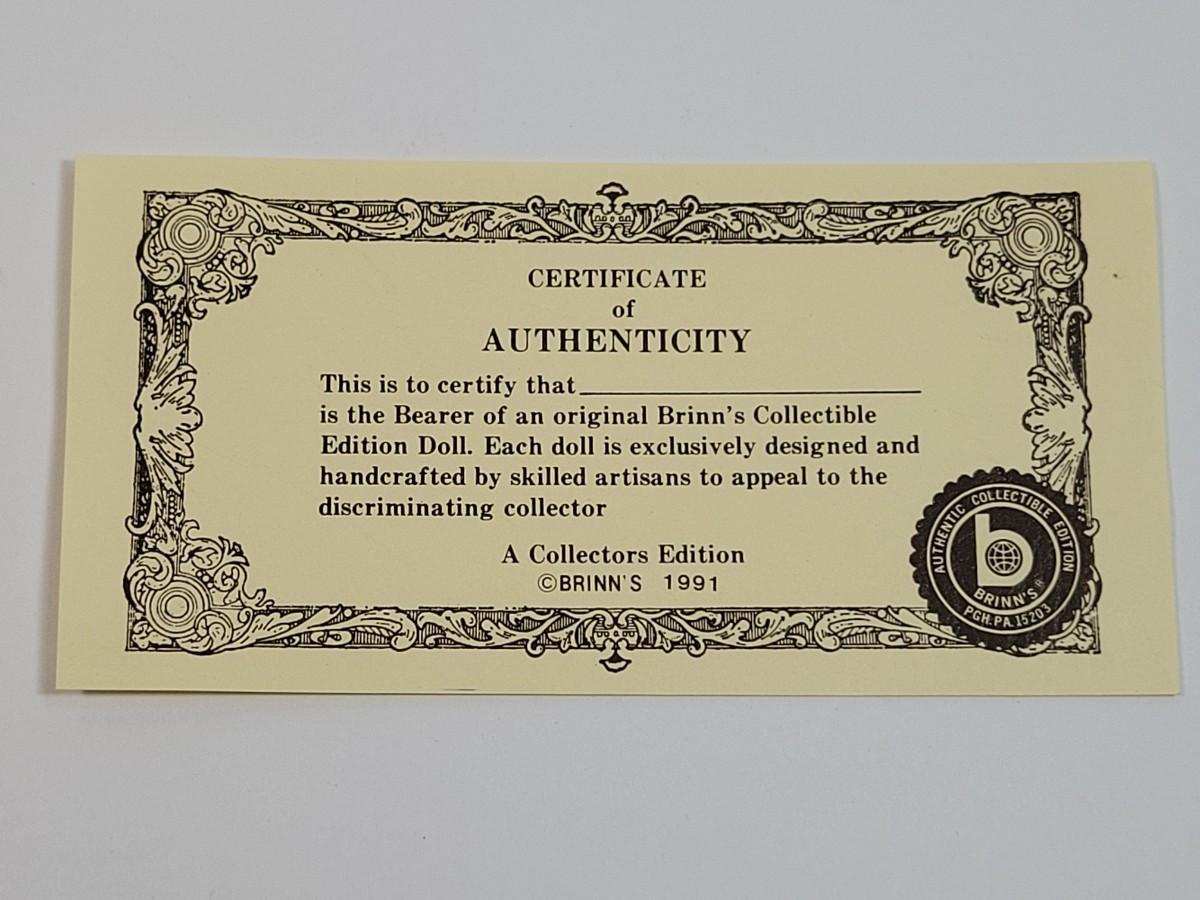 CERTIFICATE
of
AUTHENTICITY
This is to certify that
is the Bearer of an original Brinn's Collectible
Edition Doll. Each doll is exclusively designed and
handcrafted by skilled artisans to appeal to the
discriminating collector
A Collectors Edition
©BRINN'S 1991
AUTHENTIC COLLECTIBLE EDITION
b
BRINN'S®
PGH. PA. 15203